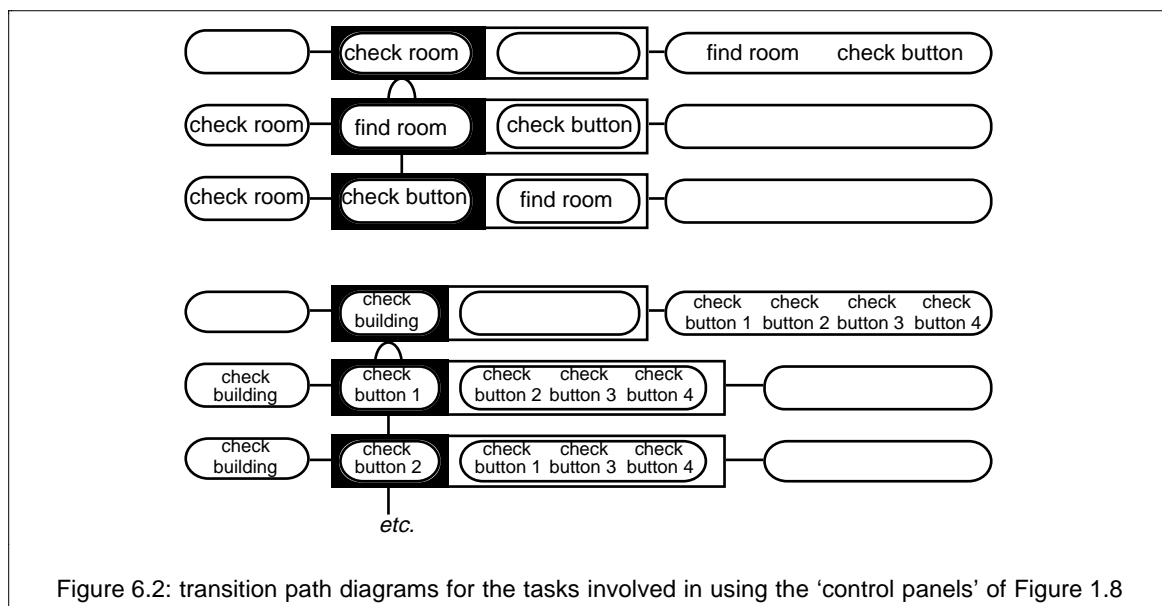 check room find room check button
check room find room check button
check room check button find room
check check check check check
building button 1 button 2 button 3 button 4
check check check check check
building button 1 button 2 button 3 button 4
check check check check check
building button 2 button 1 button 3 button 4
etc.
Figure 6.2: transition path diagrams for the tasks involved in using the ‘control panels’ of Figure 1.8